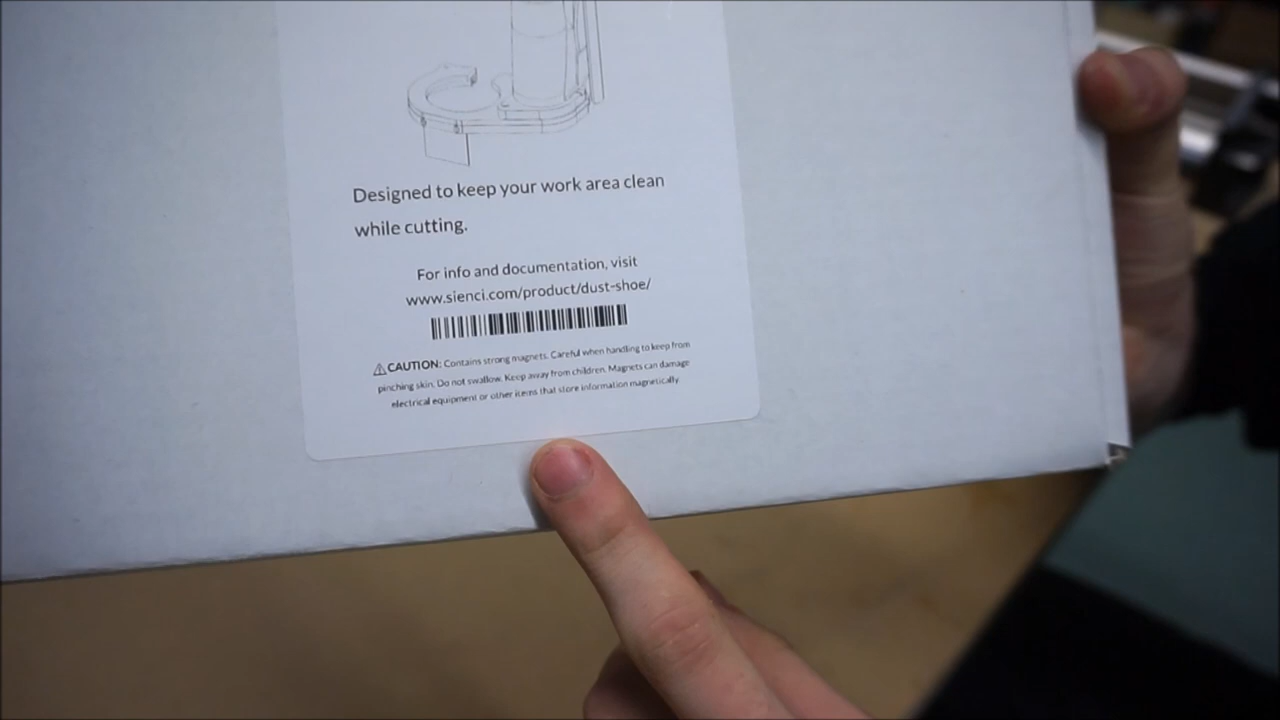 Designed to keep your work area clean
while cutting.
For info and documentation, visit
www.sienci.com/product/dust-shoe/
⚠CAUTION: Contains strong magnets. Careful when handling to keep from
pinching skin. Do not swallow. Keep away from children. Magnets can damage
electrical equipment or other items that store information magnetically